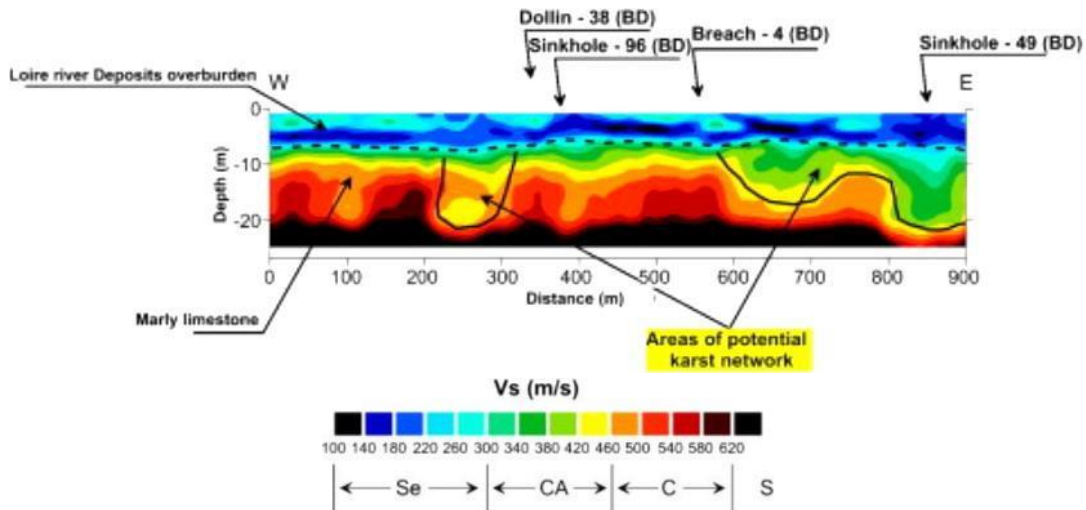 Dollin - 38 (BD)
Sinkhole - 96 (BD)
Breach - 4 (BD)
Sinkhole - 49 (BD)
Loire river Deposits overburden
W
E
0
-10
-20
Depth (m)
0 100 200 300 400 500 600 700 800 900
Distance (m)
Marly limestone
Areas of potential
karst network
Vs (m/s)
100 140 180 220 260 300 340 380 420 460 500 540 580 620
Se CA C S